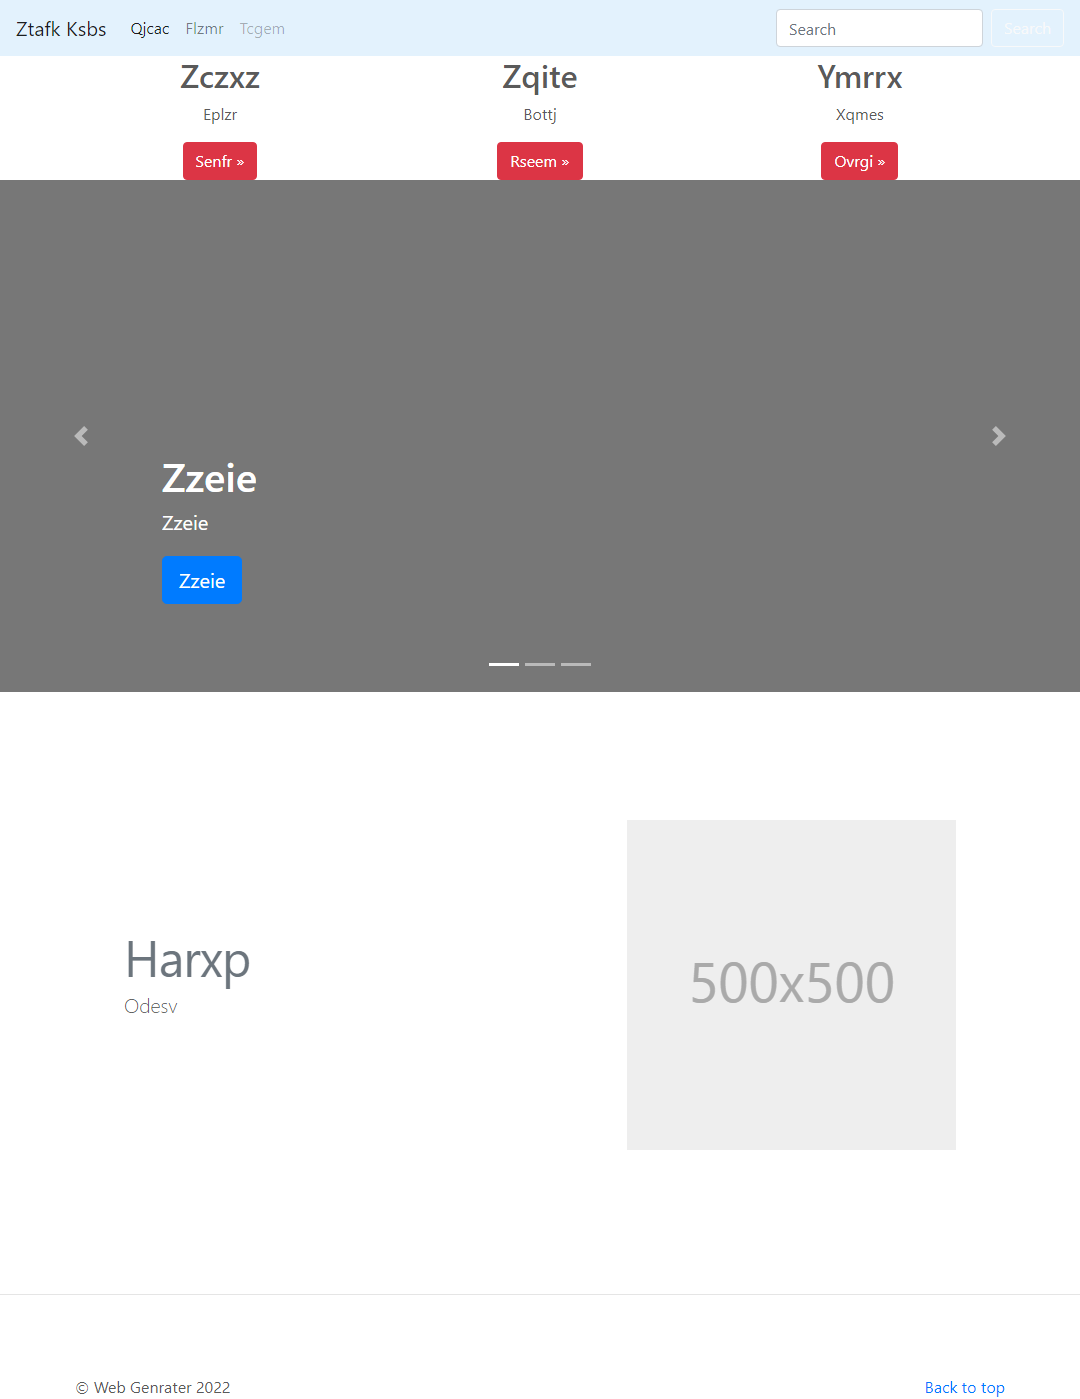 Ztafk Ksbs Qjcac Flzmr Tcgem Search Search
Zczxz Zqite Ymrrx
Eplzr Bottj Xqmes
Senfr » Rseem » Ovrgi »
Zzeie
Zzeie
Zzeie
Harxp
Odesv
500x500
© Web Genrater 2022 Back to top